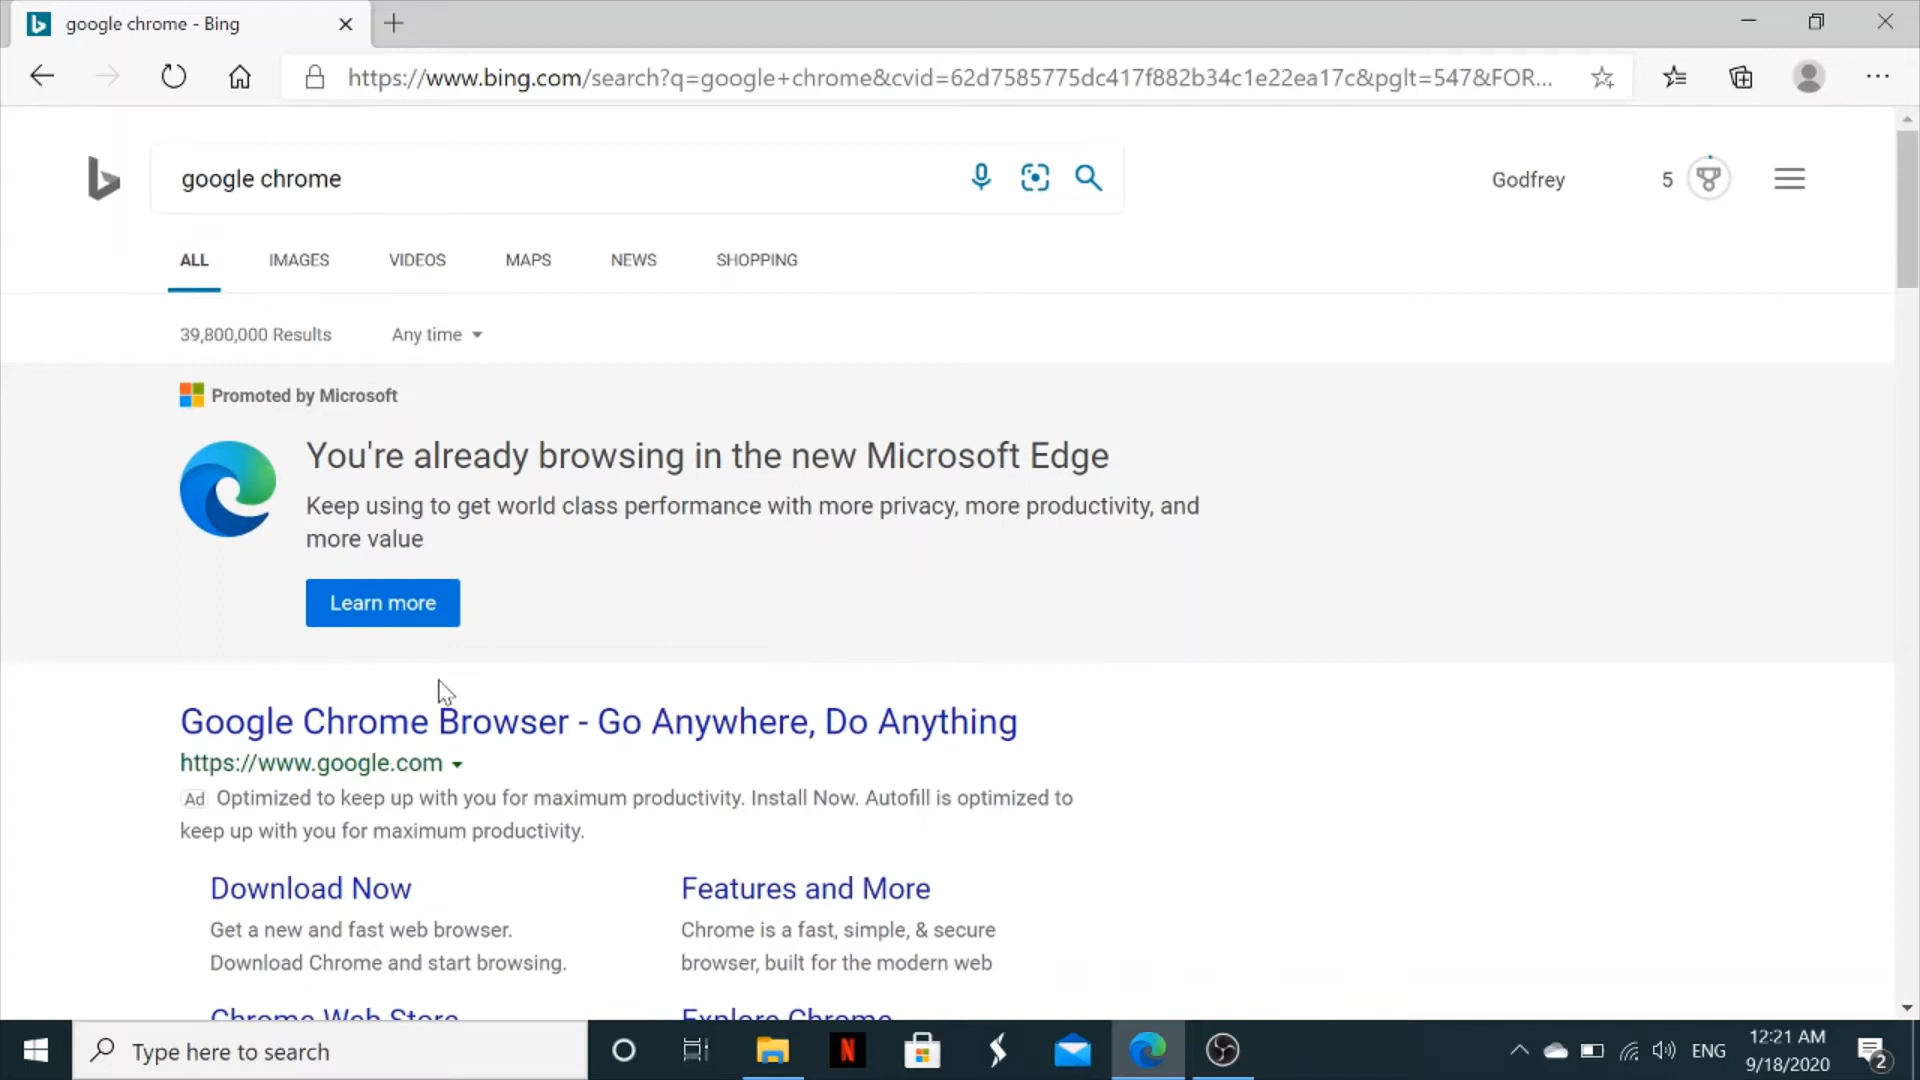 google chrome - Bing
https://www.bing.com/search?q=google+chrome&cvid=62d7585775dc417f882b34c1e22ea17c&pglt=547&FOR...
google chrome
Godfrey
5
ALL IMAGES VIDEOS MAPS NEWS SHOPPING
39,800,000 Results Any time
Promoted by Microsoft
You're already browsing in the new Microsoft Edge
Keep using to get world class performance with more privacy, more productivity, and
more value
Learn more
Google Chrome Browser - Go Anywhere, Do Anything
https://www.google.com
Ad Optimized to keep up with you for maximum productivity. Install Now. Autofill is optimized to
keep up with you for maximum productivity.
Download Now
Get a new and fast web browser.
Download Chrome and start browsing.
Features and More
Chrome is a fast, simple, & secure
browser, built for the modern web
Chrome Web Store
Explore Chrome
Type here to search
N
ENG
12:21 AM
9/18/2020
2